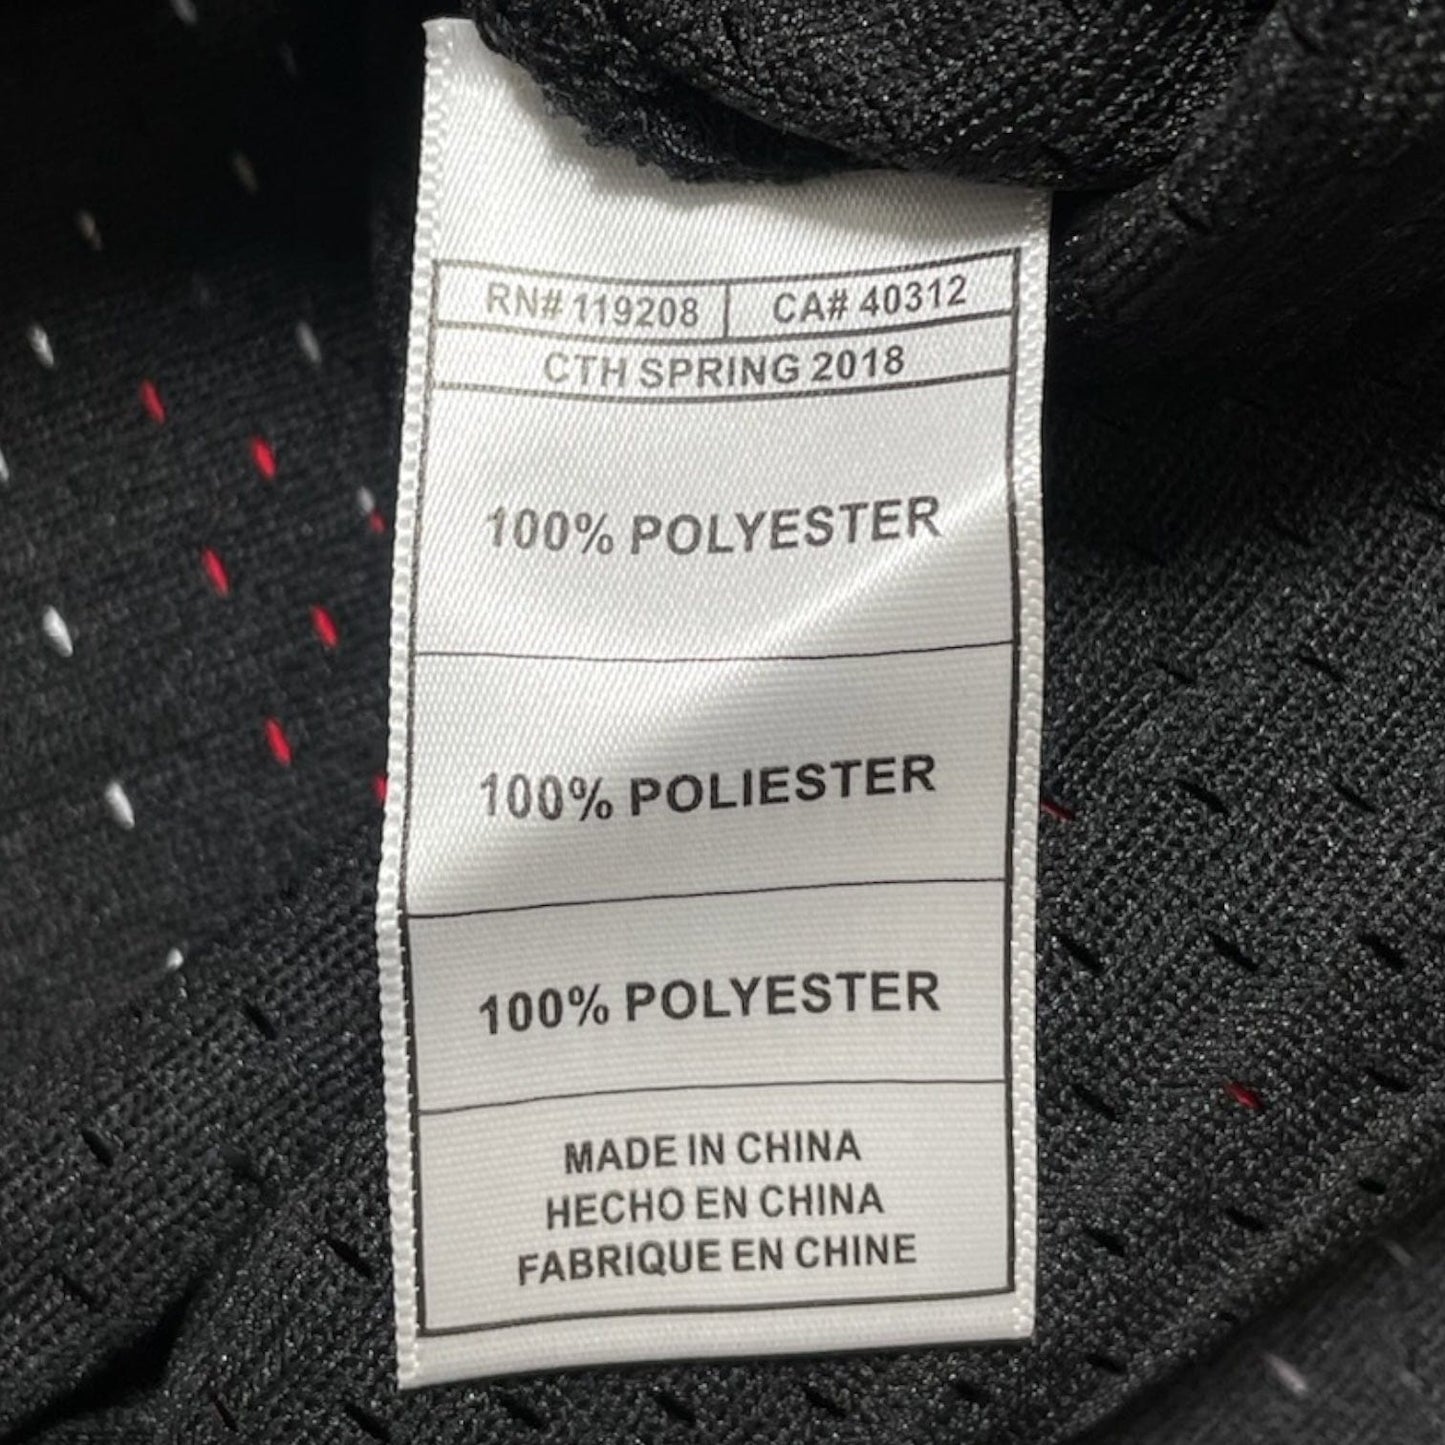 RN# 119208 CA# 40312
CTH SPRING 2018
100% POLYESTER
100% POLIESTER
100% POLYESTER
MADE IN CHINA
HECHO EN CHINA
FABRIQUE EN CHINE